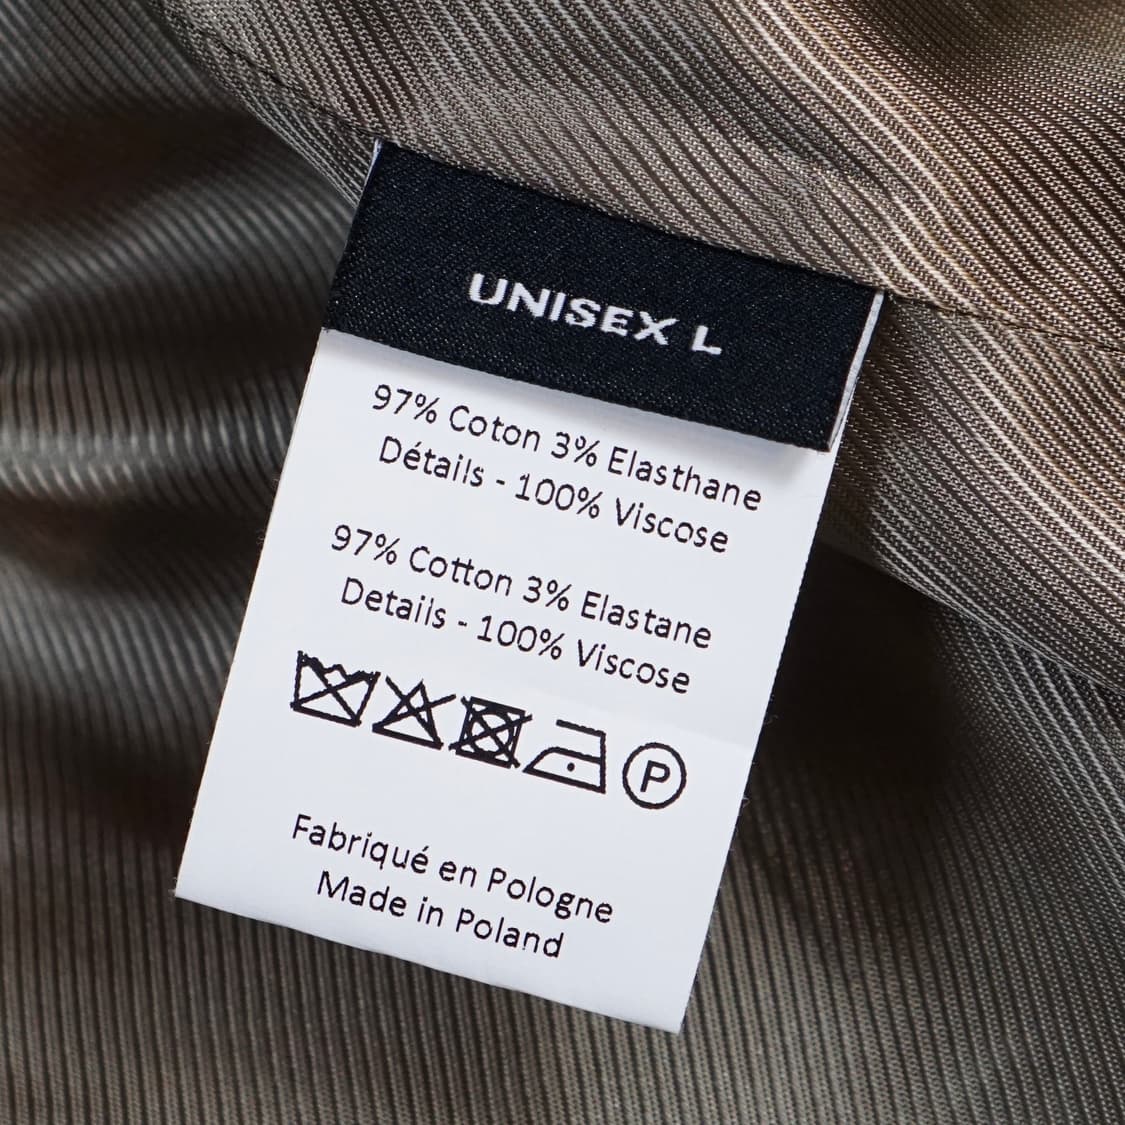 UNISEX L
97% Coton 3% Elasthane
Détails - 100% Viscose
97% Cotton 3% Elastane
Details - 100% Viscose
P
Fabriqué en Pologne
Made in Poland